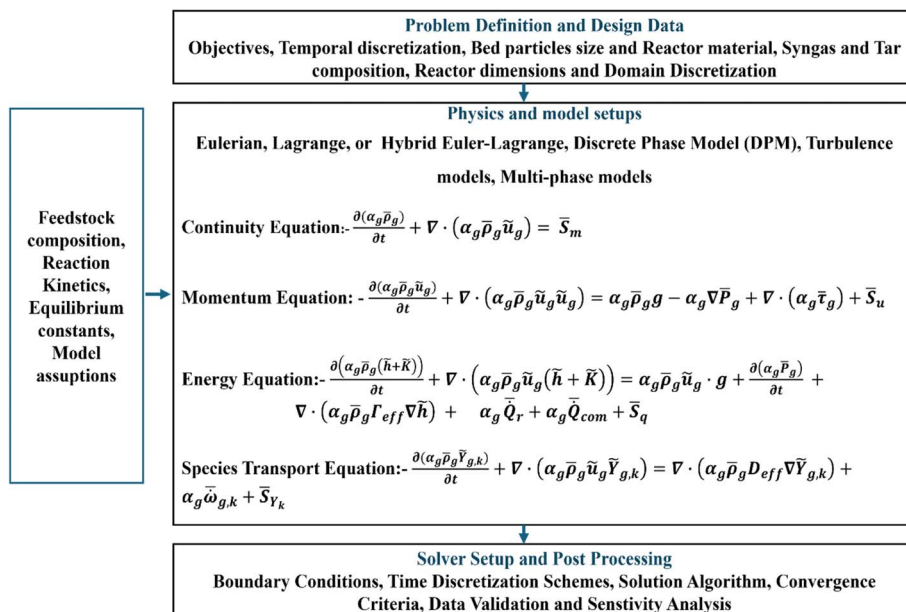 Problem Definition and Design Data
Objectives, Temporal discretization, Bed particles size and Reactor material, Syngas and Tar
composition, Reactor dimensions and Domain Discretization
Feedstock
composition,
Reaction
Kinetics,
Equilibrium
constants,
Model
assuptions
Physics and model setups
Eulerian, Lagrange, or Hybrid Euler-Lagrange, Discrete Phase Model (DPM), Turbulence
models, Multi-phase models
Continuity Equation:- ∂(α_g ρ̅_g)/∂t + ∇ · (α_g ρ̅_g ũ_g) = S̅_m
Momentum Equation: - ∂(α_g ρ̅_g ũ_g)/∂t + ∇ · (α_g ρ̅_g ũ_g ũ_g) = α_g ρ̅_g g − α_g ∇P̅_g + ∇ · (α_g τ̅_g) + S̅_u
Energy Equation:- ∂(α_g ρ̅_g (h̃+K̃))/∂t + ∇ · (α_g ρ̅_g ũ_g (h̃ + K̃)) = α_g ρ̅_g ũ_g · g + ∂(α_g P̅_g)/∂t +
∇ · (α_g ρ̅_g Γ_eff ∇h̃) + α_g Q̇̅_r + α_g Q̇̅_com + S̅_q
Species Transport Equation:- ∂(α_g ρ̅_g Ỹ_g,k)/∂t + ∇ · (α_g ρ̅_g ũ_g Ỹ_g,k) = ∇ · (α_g ρ̅_g D_eff ∇Ỹ_g,k) +
α_g ω̇̅_g,k + S̅_Y_k
Solver Setup and Post Processing
Boundary Conditions, Time Discretization Schemes, Solution Algorithm, Convergence
Criteria, Data Validation and Senstivity Analysis